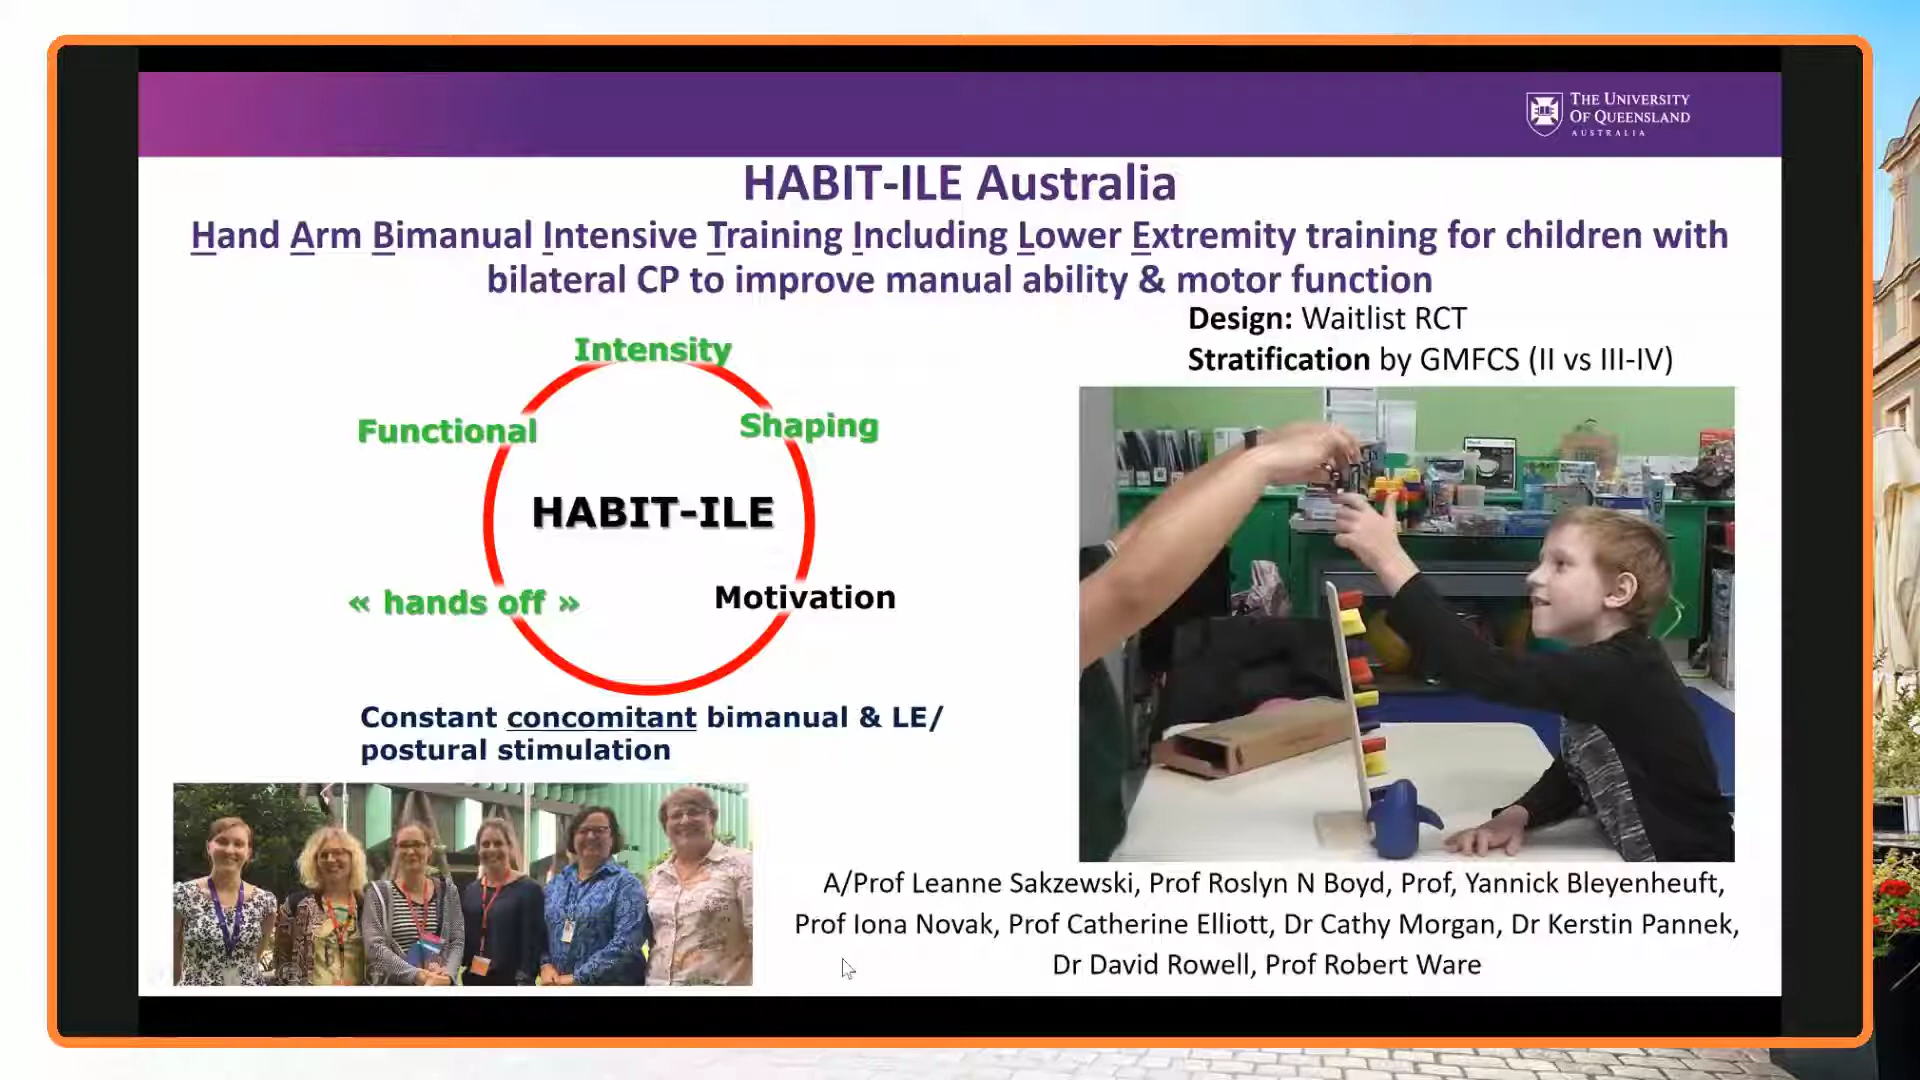 THE UNIVERSITY
OF QUEENSLAND
AUSTRALIA
HABIT-ILE Australia
Hand Arm Bimanual Intensive Training Including Lower Extremity training for children with
bilateral CP to improve manual ability & motor function
Design: Waitlist RCT
Stratification by GMFCS (II vs III-IV)
Intensity
Functional
Shaping
HABIT-ILE
« hands off »
Motivation
Constant concomitant bimanual & LE/
postural stimulation
A/Prof Leanne Sakzewski, Prof Roslyn N Boyd, Prof, Yannick Bleyenheuft,
Prof Iona Novak, Prof Catherine Elliott, Dr Cathy Morgan, Dr Kerstin Pannek,
Dr David Rowell, Prof Robert Ware